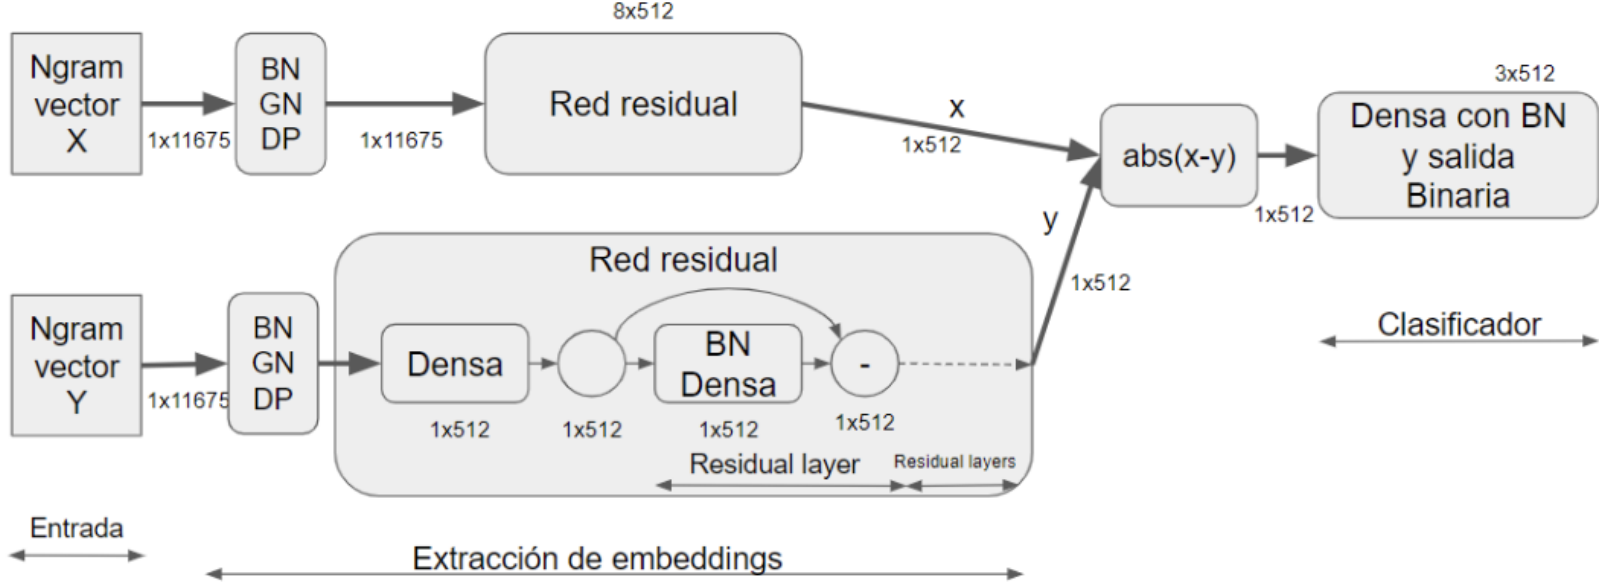 8x512
Ngram
vector
X
1x11675
BN
GN
DP
1x11675
Red residual
x
1x512
abs(x-y)
1x512
3x512
Densa con BN
y salida
Binaria
y
1x512
Clasificador
Ngram
vector
Y
1x11675
BN
GN
DP
Red residual
Densa
1x512
1x512
BN
Densa
1x512
-
1x512
Residual layer
Residual layers
Entrada
Extracción de embeddings